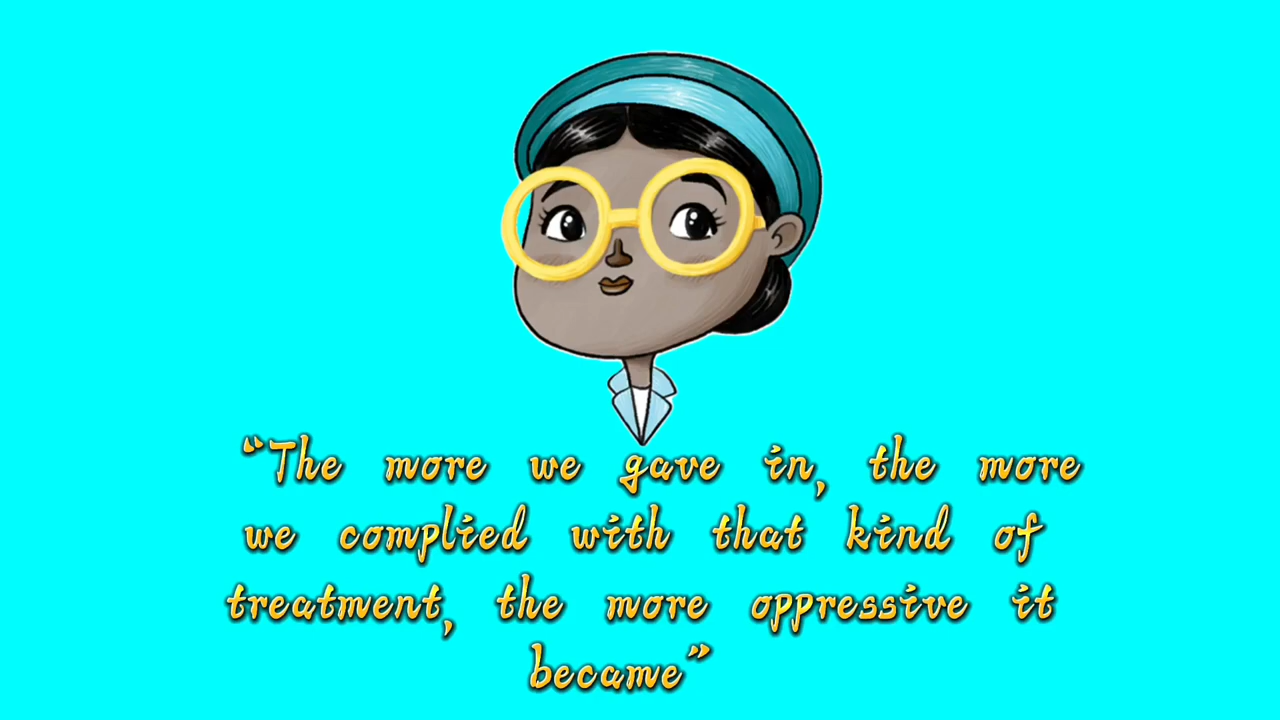 “The more we gave in, the more
we complied with that kind of
treatment, the more oppressive it
became”